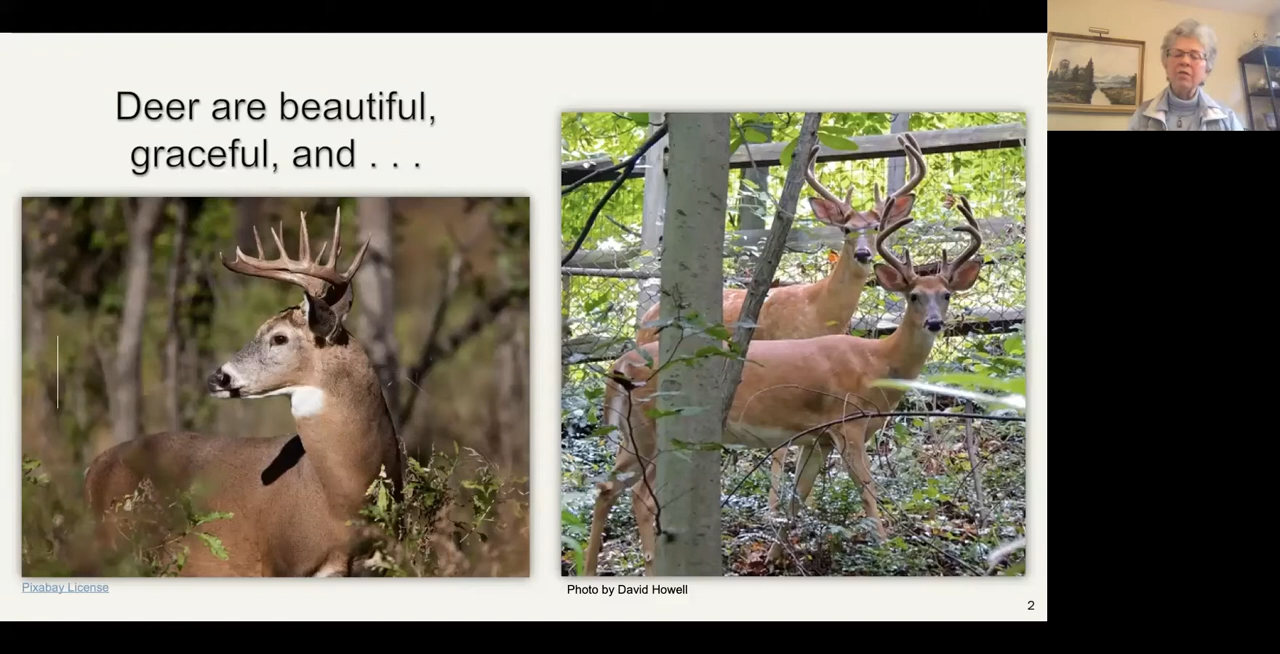 Deer are beautiful,
graceful, and . . .
Pixabay License
Photo by David Howell
2